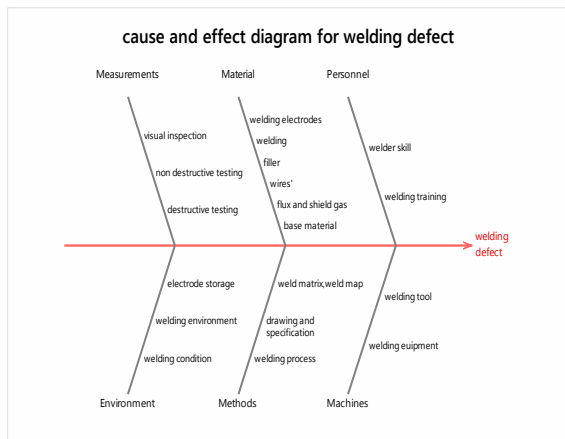 cause and effect diagram for welding defect
Measurements
Material
Personnel
visual inspection
non destructive testing
destructive testing
welding electrodes
welding
filler
wires'
flux and shield gas
base material
welder skill
welding training
welding
defect
electrode storage
welding environment
welding condition
weld matrix,weld map
drawing and
specification
welding process
welding tool
welding euipment
Environment
Methods
Machines